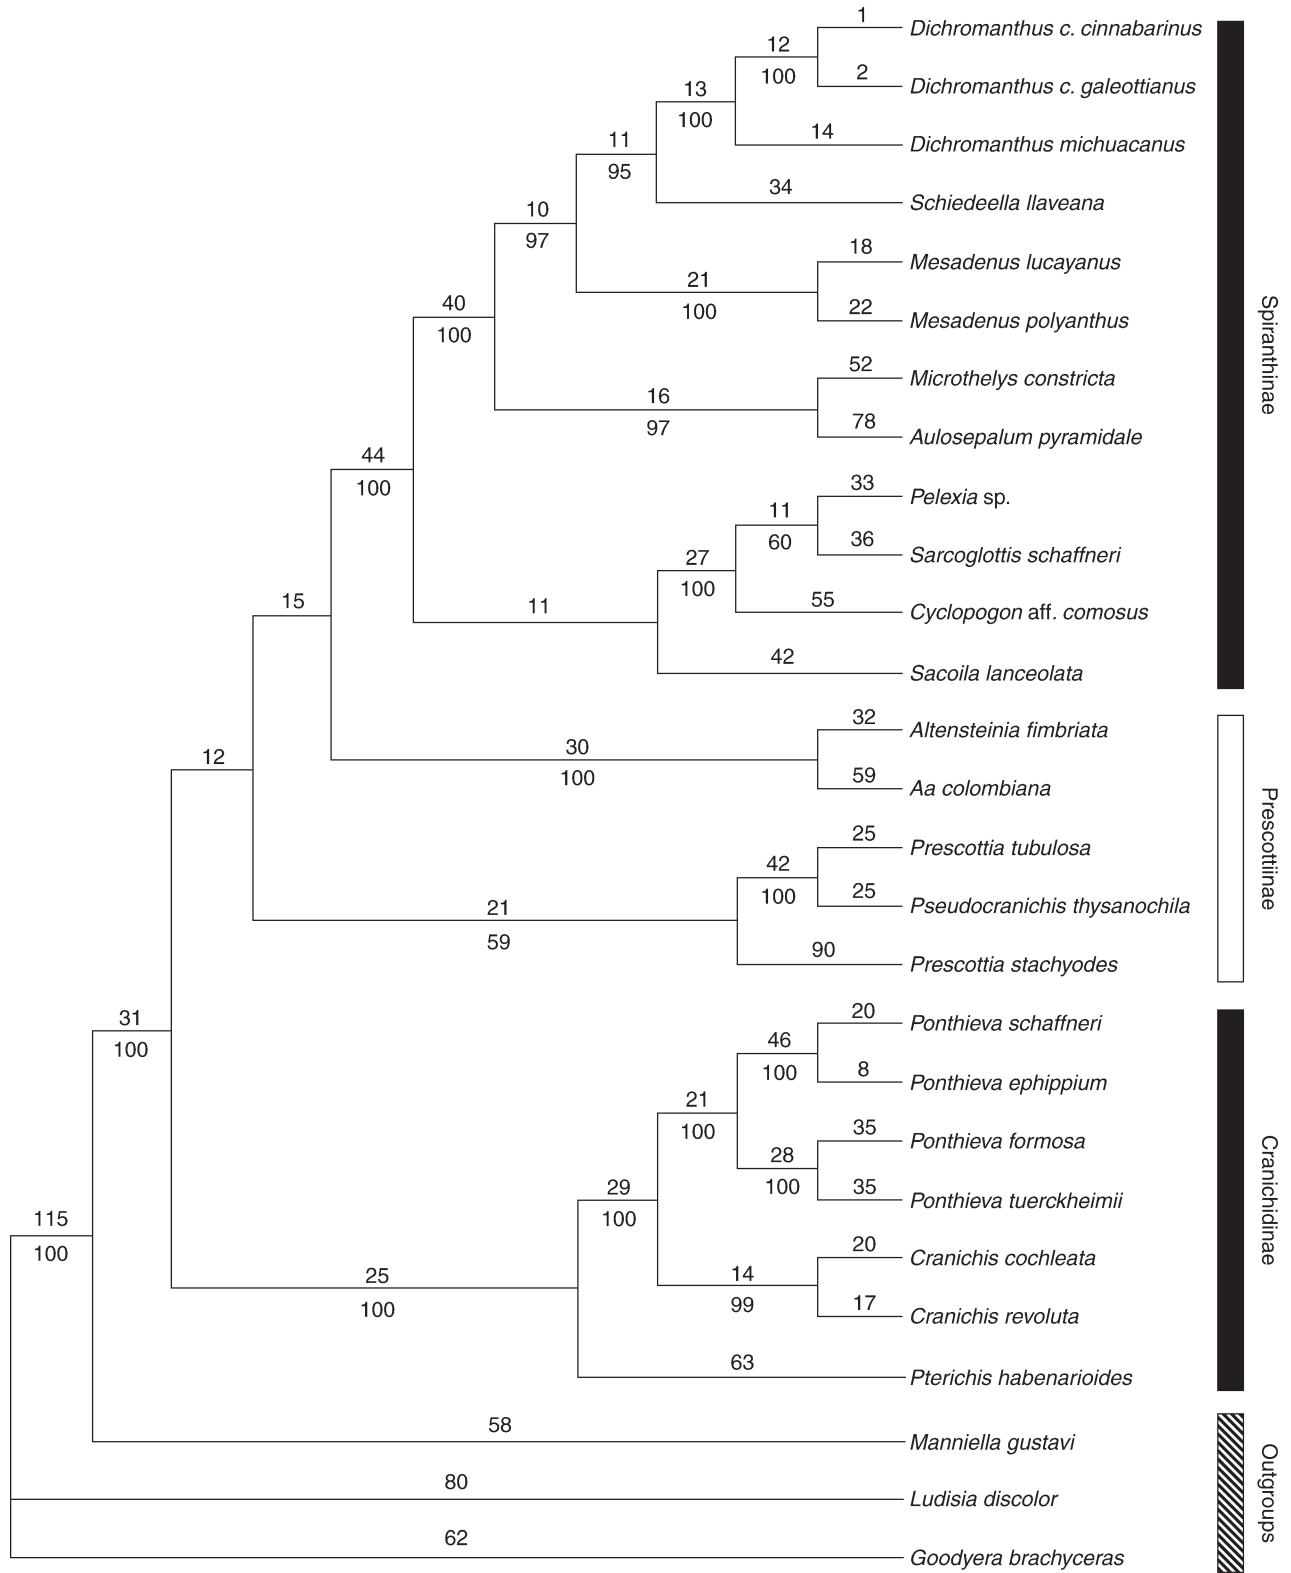 1
Dichromanthus c. cinnabarinus
12
100
2
Dichromanthus c. galeottianus
13
100
14
Dichromanthus michuacanus
11
95
34
Schiedeella llaveana
10
97
18
Mesadenus lucayanus
21
100
22
Mesadenus polyanthus
40
100
52
Microthelys constricta
16
97
78
Aulosepalum pyramidale
Spiranthinae
44
100
33
Pelexia sp.
11
60
36
Sarcoglottis schaffneri
27
100
55
Cyclopogon aff. comosus
11
42
Sacoila lanceolata
15
32
Altensteinia fimbriata
30
100
59
Aa colombiana
12
25
Prescottia tubulosa
42
100
25
Pseudocranichis thysanochila
21
59
90
Prescottia stachyodes
Prescottiinae
31
100
20
Ponthieva schaffneri
46
100
8
Ponthieva ephippium
21
100
35
Ponthieva formosa
28
100
35
Ponthieva tuerckheimii
29
100
20
Cranichis cochleata
14
99
17
Cranichis revoluta
25
100
63
Pterichis habenarioides
Cranichidinae
115
100
58
Manniella gustavi
80
Ludisia discolor
62
Goodyera brachyceras
Outgroups